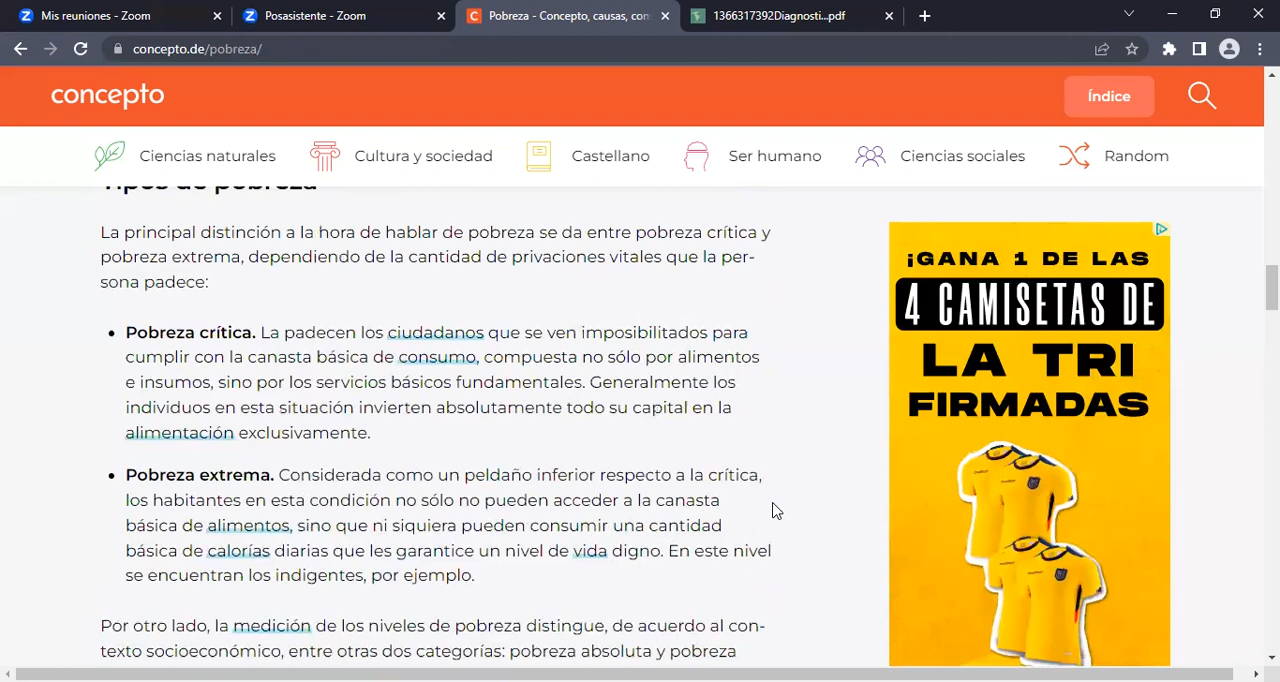 Mis reuniones - Zoom
Posasistente - Zoom
Pobreza - Concepto, causas, con
1366317392Diagnosti...pdf
concepto.de/pobreza/
concepto
Índice
Ciencias naturales
Cultura y sociedad
Castellano
Ser humano
Ciencias sociales
Random
Tipos de pobreza
La principal distinción a la hora de hablar de pobreza se da entre pobreza crítica y
pobreza extrema, dependiendo de la cantidad de privaciones vitales que la per-
sona padece:
• Pobreza crítica. La padecen los ciudadanos que se ven imposibilitados para
cumplir con la canasta básica de consumo, compuesta no sólo por alimentos
e insumos, sino por los servicios básicos fundamentales. Generalmente los
individuos en esta situación invierten absolutamente todo su capital en la
alimentación exclusivamente.
• Pobreza extrema. Considerada como un peldaño inferior respecto a la crítica,
los habitantes en esta condición no sólo no pueden acceder a la canasta
básica de alimentos, sino que ni siquiera pueden consumir una cantidad
básica de calorías diarias que les garantice un nivel de vida digno. En este nivel
se encuentran los indigentes, por ejemplo.
Por otro lado, la medición de los niveles de pobreza distingue, de acuerdo al con-
texto socioeconómico, entre otras dos categorías: pobreza absoluta y pobreza
¡GANA 1 DE LAS
4 CAMISETAS DE
LA TRI
FIRMADAS